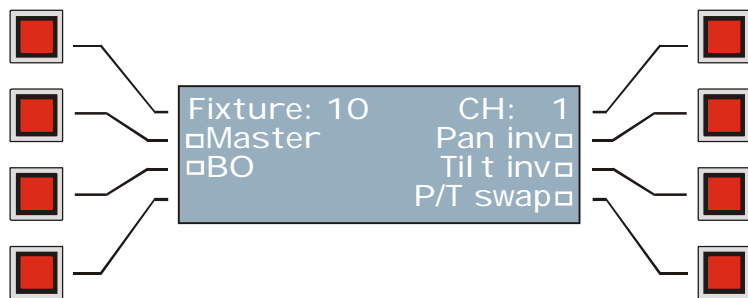 Fixture: 10 CH: 1
Master Pan inv
BO Tilt inv
P/T swap